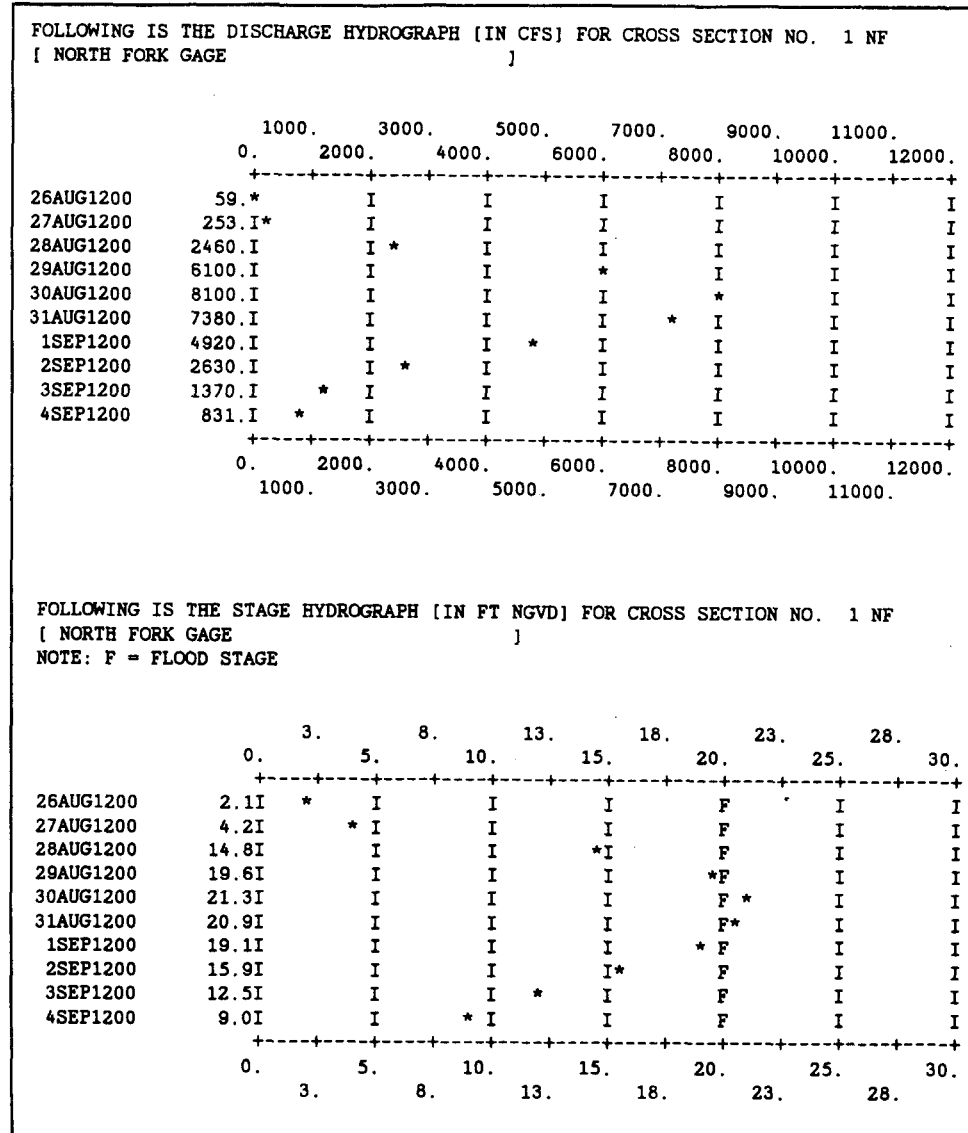 FOLLOWING IS THE DISCHARGE HYDROGRAPH [IN CFS] FOR CROSS SECTION NO.  1 NF
[ NORTH FORK GAGE                              ]
1000.    3000.    5000.    7000.    9000.    11000.
0.    2000.    4000.    6000.    8000.    10000.    12000.
+----+----+----+----+----+----+----+----+----+----+----+----+
26AUG1200       59.*         I         I         I         I         I         I
27AUG1200      253.I*        I         I         I         I         I         I
28AUG1200     2460.I         I *       I         I         I         I         I
29AUG1200     6100.I         I         I         *         I         I         I
30AUG1200     8100.I         I         I         I         *         I         I
31AUG1200     7380.I         I         I         I     *   I         I         I
1SEP1200     4920.I         I         I   *     I         I         I         I
2SEP1200     2630.I         I  *      I         I         I         I         I
3SEP1200     1370.I     *   I         I         I         I         I         I
4SEP1200      831.I   *     I         I         I         I         I         I
+----+----+----+----+----+----+----+----+----+----+----+----+
0.    2000.    4000.    6000.    8000.    10000.    12000.
1000.    3000.    5000.    7000.    9000.    11000.
FOLLOWING IS THE STAGE HYDROGRAPH [IN FT NGVD] FOR CROSS SECTION NO.  1 NF
[ NORTH FORK GAGE                              ]
NOTE: F = FLOOD STAGE
3.    8.    13.    18.    23.    28.
0.    5.    10.    15.    20.    25.    30.
+----+----+----+----+----+----+----+----+----+----+----+----+
26AUG1200      2.1I   *     I         I         I         F         I         I
27AUG1200      4.2I       * I         I         I         F         I         I
28AUG1200     14.8I         I         I        *I         F         I         I
29AUG1200     19.6I         I         I         I        *F         I         I
30AUG1200     21.3I         I         I         I         F *       I         I
31AUG1200     20.9I         I         I         I         F*        I         I
1SEP1200     19.1I         I         I         I       * F         I         I
2SEP1200     15.9I         I         I         I*        F         I         I
3SEP1200     12.5I         I         I   *     I         F         I         I
4SEP1200      9.0I         I       * I         I         F         I         I
+----+----+----+----+----+----+----+----+----+----+----+----+
0.    5.    10.    15.    20.    25.    30.
3.    8.    13.    18.    23.    28.